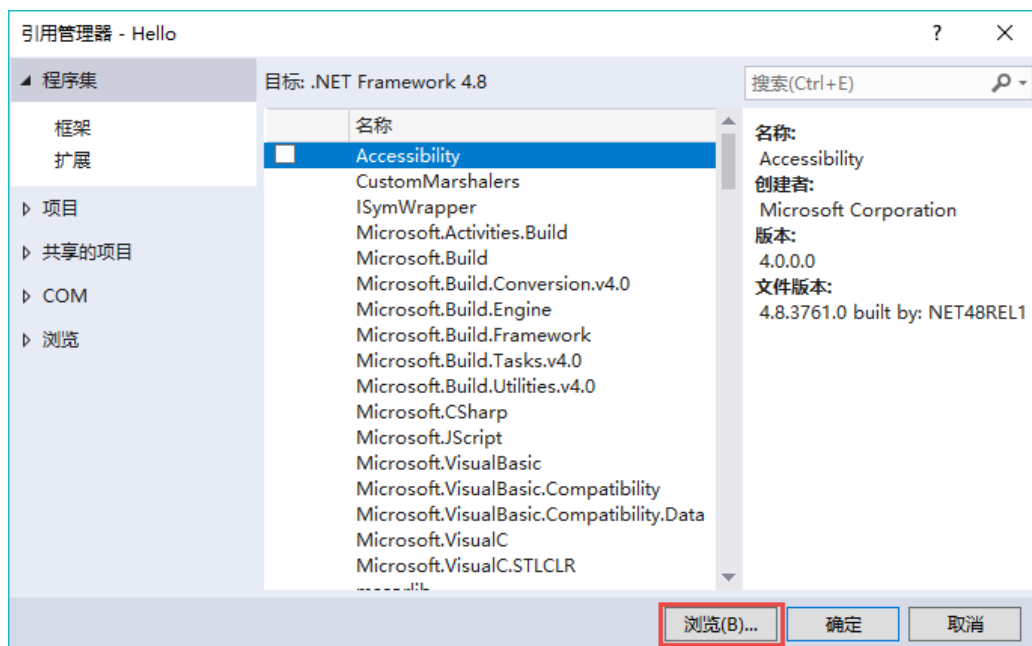 引用管理器 - Hello
?
程序集
框架
扩展
项目
共享的项目
COM
浏览
目标: .NET Framework 4.8
名称
Accessibility
CustomMarshalers
ISymWrapper
Microsoft.Activities.Build
Microsoft.Build
Microsoft.Build.Conversion.v4.0
Microsoft.Build.Engine
Microsoft.Build.Framework
Microsoft.Build.Tasks.v4.0
Microsoft.Build.Utilities.v4.0
Microsoft.CSharp
Microsoft.JScript
Microsoft.VisualBasic
Microsoft.VisualBasic.Compatibility
Microsoft.VisualBasic.Compatibility.Data
Microsoft.VisualC
Microsoft.VisualC.STLCLR
搜索(Ctrl+E)
名称:
Accessibility
创建者:
Microsoft Corporation
版本:
4.0.0.0
文件版本:
4.8.3761.0 built by: NET48REL1
浏览(B)...
确定
取消